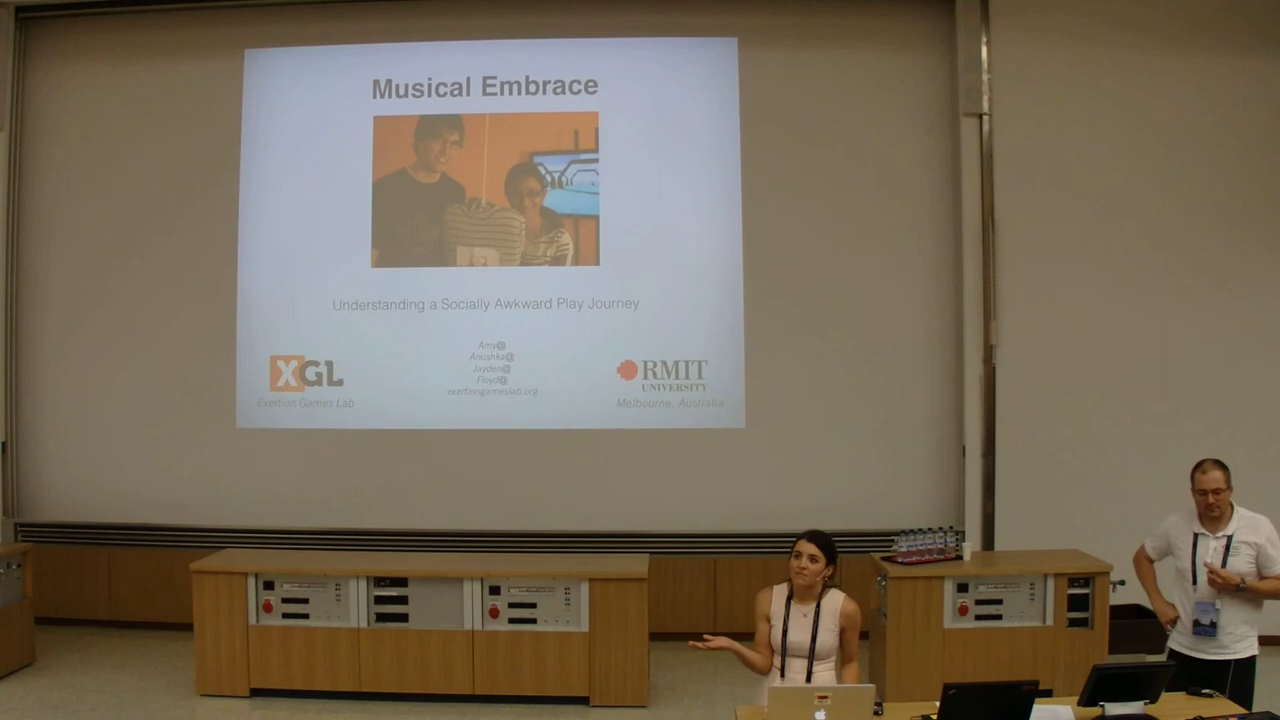 Musical Embrace
Understanding a Socially Awkward Play Journey
Amy@
Anushka@
Jayden@
Floyd@
exertiongameslab.org
XGL
Exertion Games Lab
RMIT
UNIVERSITY
Melbourne, Australia